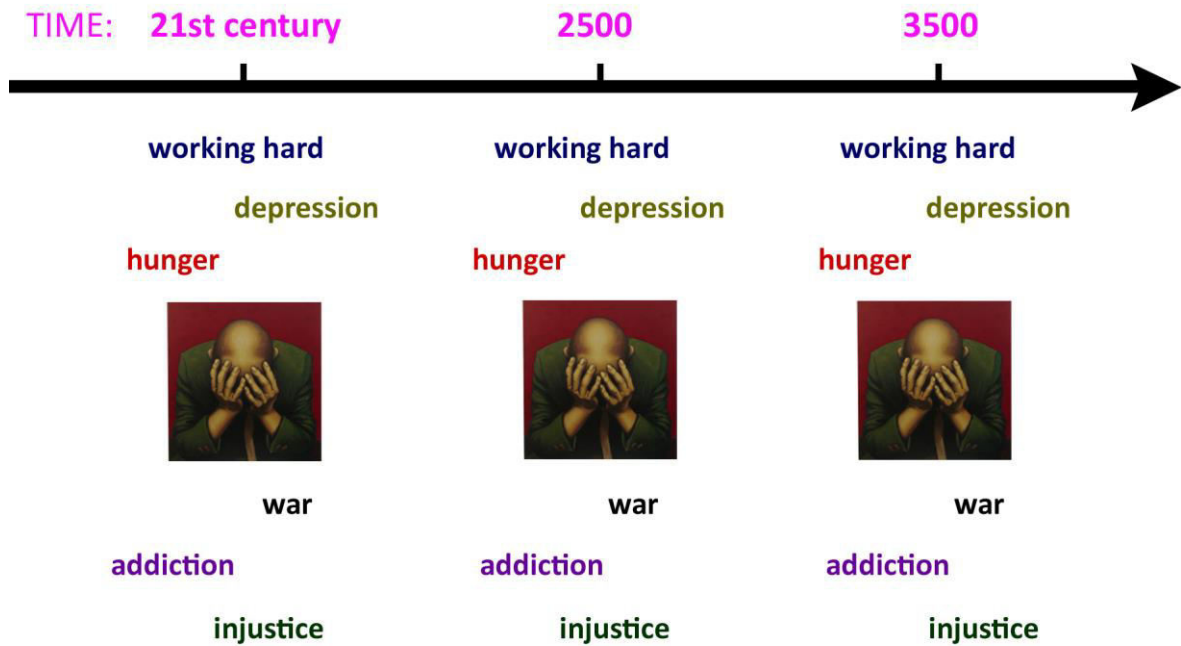 TIME: 21st century 2500 3500
working hard working hard working hard
depression depression depression
hunger hunger hunger
war war war
addiction addiction addiction
injustice injustice injustice